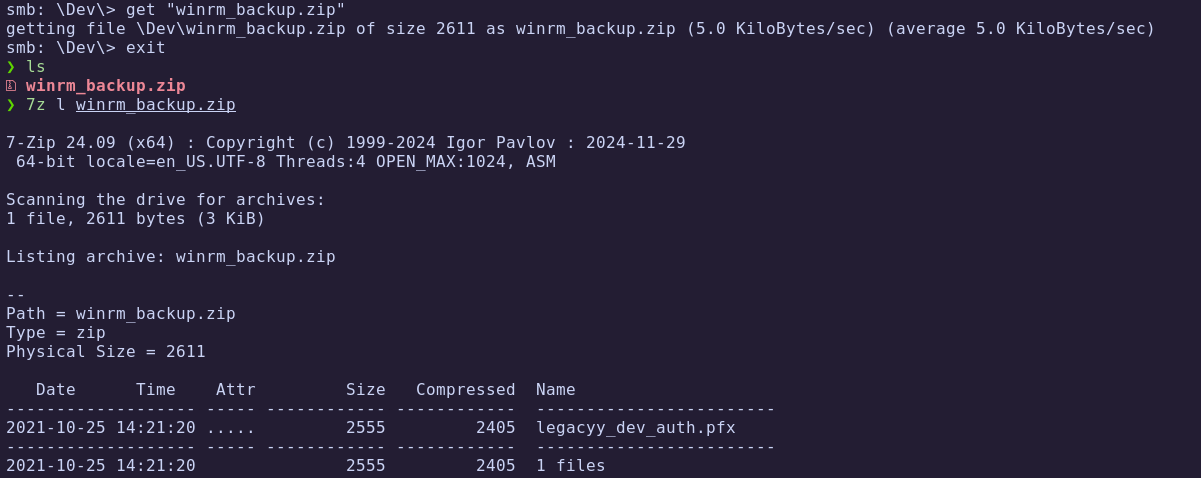 smb: \Dev\> get "winrm_backup.zip"
getting file \Dev\winrm_backup.zip of size 2611 as winrm_backup.zip (5.0 KiloBytes/sec) (average 5.0 KiloBytes/sec)
smb: \Dev\> exit
❯ ls
winrm_backup.zip
❯ 7z l winrm_backup.zip

7-Zip 24.09 (x64) : Copyright (c) 1999-2024 Igor Pavlov : 2024-11-29
 64-bit locale=en_US.UTF-8 Threads:4 OPEN_MAX:1024, ASM

Scanning the drive for archives:
1 file, 2611 bytes (3 KiB)

Listing archive: winrm_backup.zip

--
Path = winrm_backup.zip
Type = zip
Physical Size = 2611

   Date      Time    Attr         Size   Compressed  Name
------------------- ----- ------------ ------------  ------------------------
2021-10-25 14:21:20 .....         2555         2405  legacyy_dev_auth.pfx
------------------- ----- ------------ ------------  ------------------------
2021-10-25 14:21:20               2555         2405  1 files